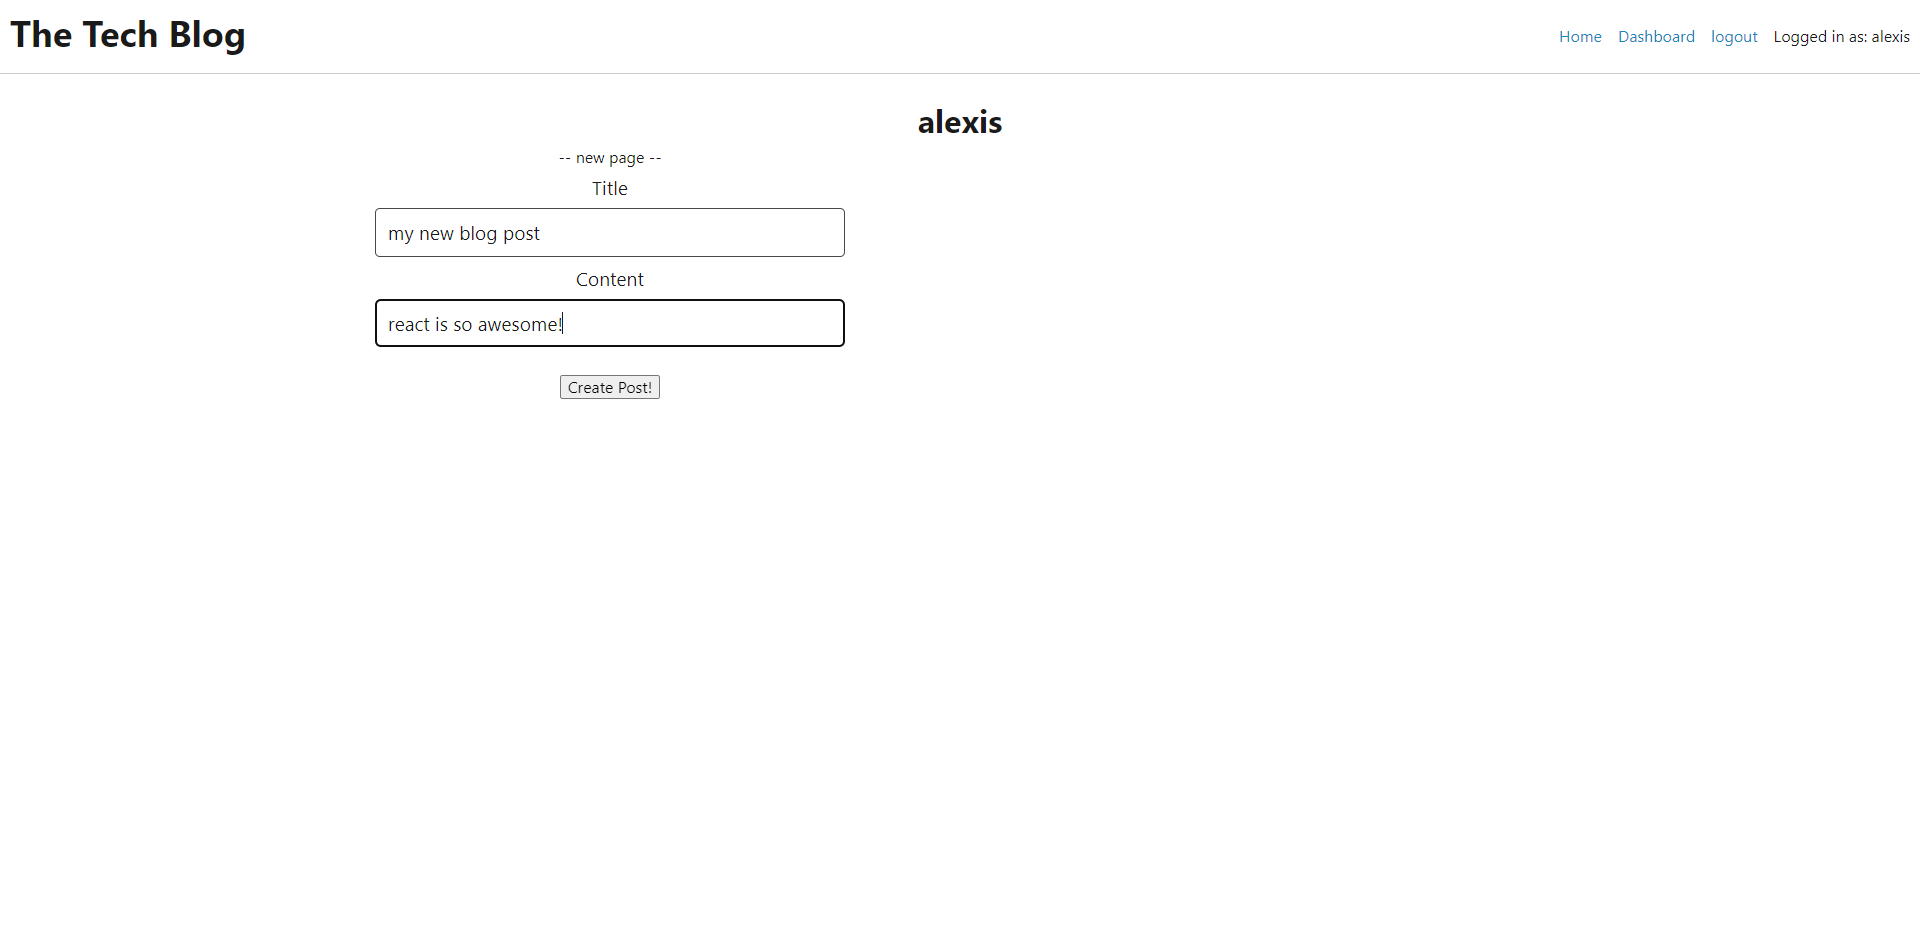 The Tech Blog
Home Dashboard logout Logged in as: alexis
alexis
-- new page --
Title
my new blog post
Content
react is so awesome!
Create Post!